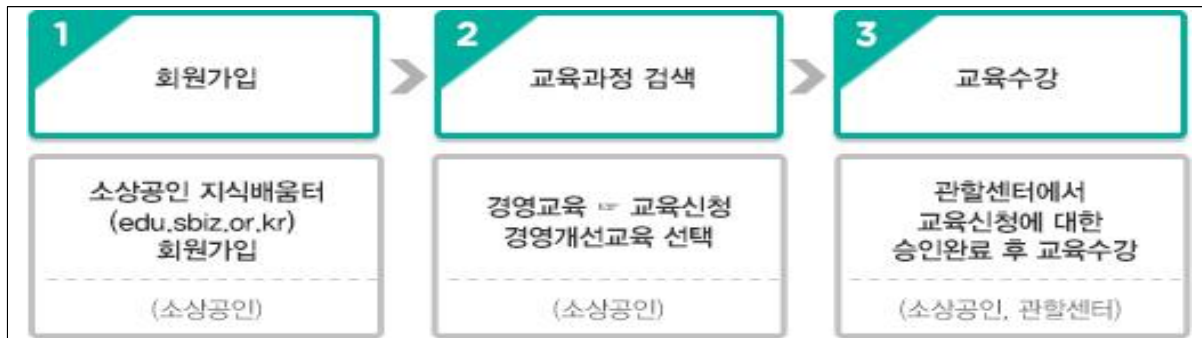 1
회원가입
2
교육과정 검색
3
교육수강
소상공인 지식배움터
(edu.sbiz.or.kr)
회원가입
(소상공인)
경영교육 ☞ 교육신청
경영개선교육 선택
(소상공인)
관할센터에서
교육신청에 대한
승인완료 후 교육수강
(소상공인, 관할센터)